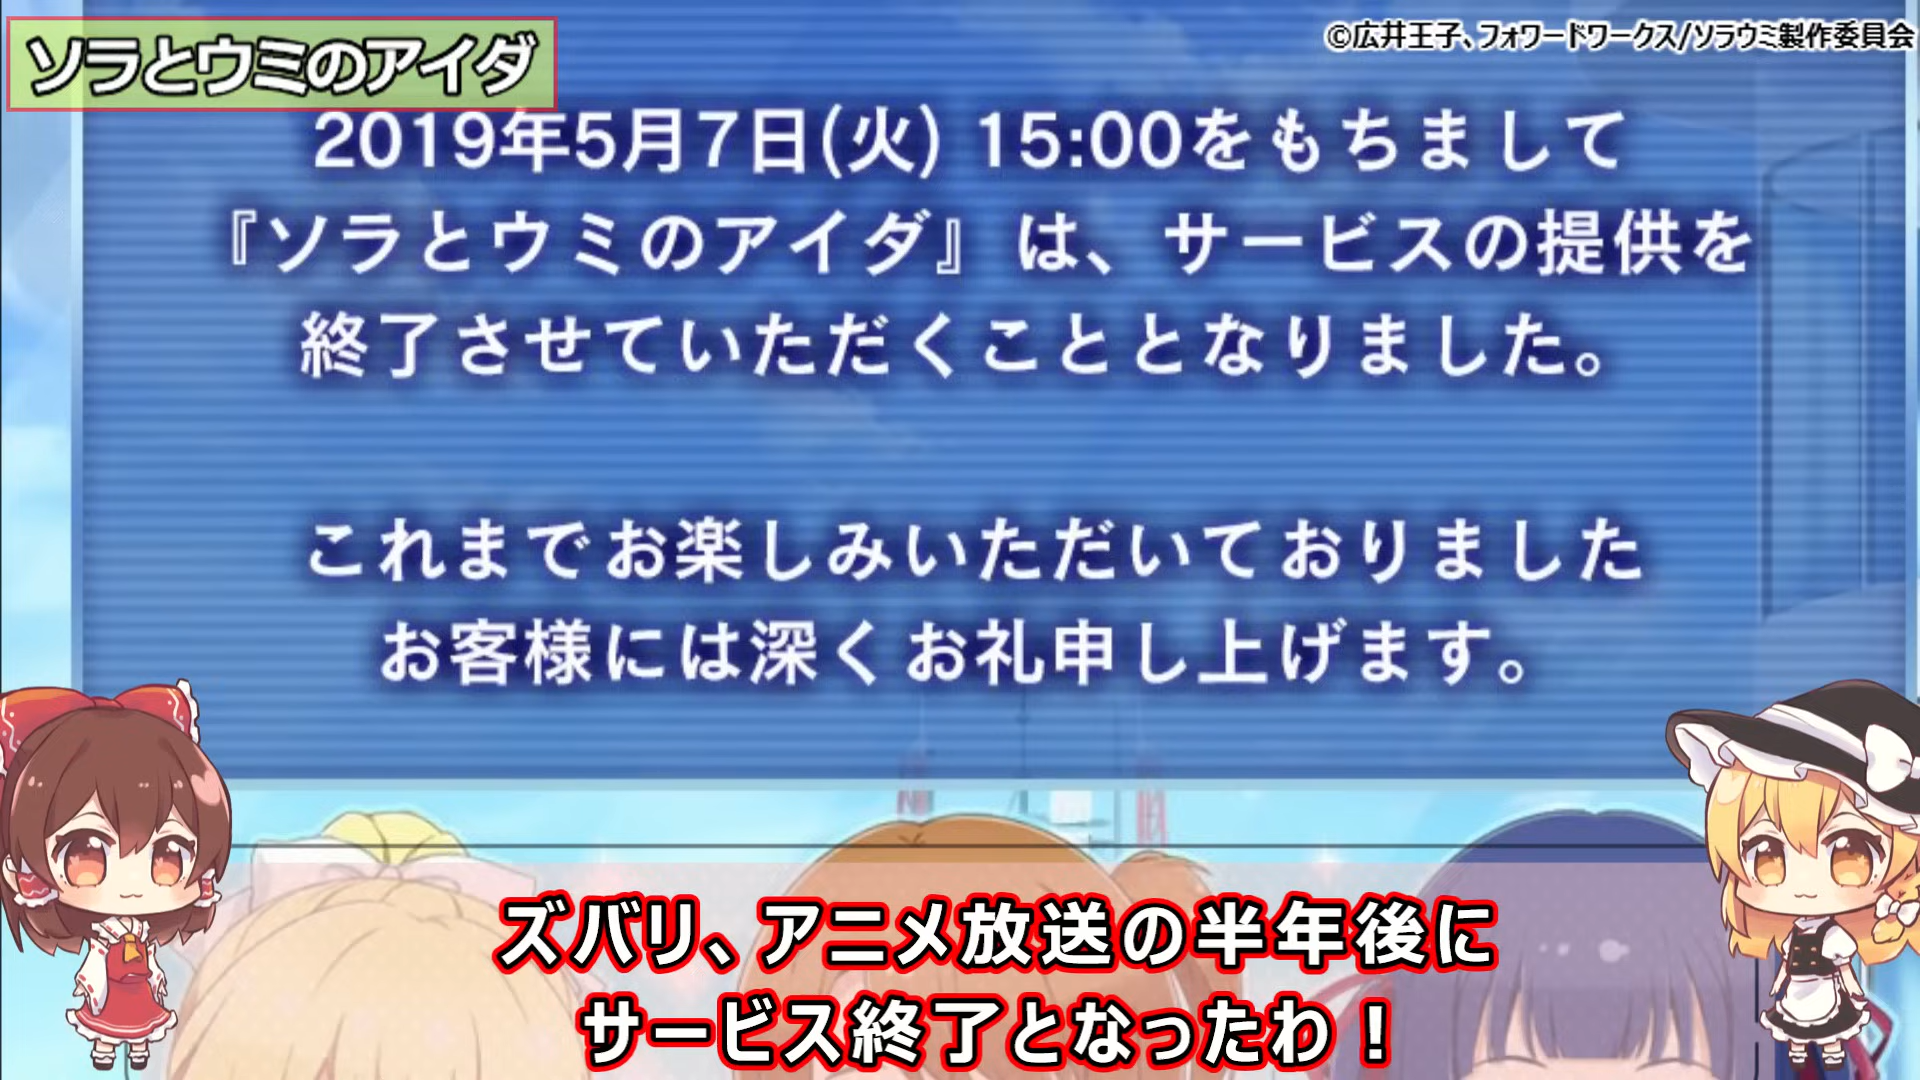 ソラとウミのアイダ
©広井王子、フォワードワークス/ソラウミ製作委員会
2019年5月7日(火) 15:00をもちまして
『ソラとウミのアイダ』は、サービスの提供を
終了させていただくこととなりました。
これまでお楽しみいただいておりました
お客様には深くお礼申し上げます。
ズバリ、アニメ放送の半年後に
サービス終了となったわ！